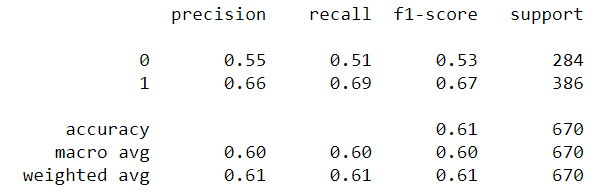 precision recall f1-score support
0 0.55 0.51 0.53 284
1 0.66 0.69 0.67 386
accuracy 0.61 670
macro avg 0.60 0.60 0.60 670
weighted avg 0.61 0.61 0.61 670